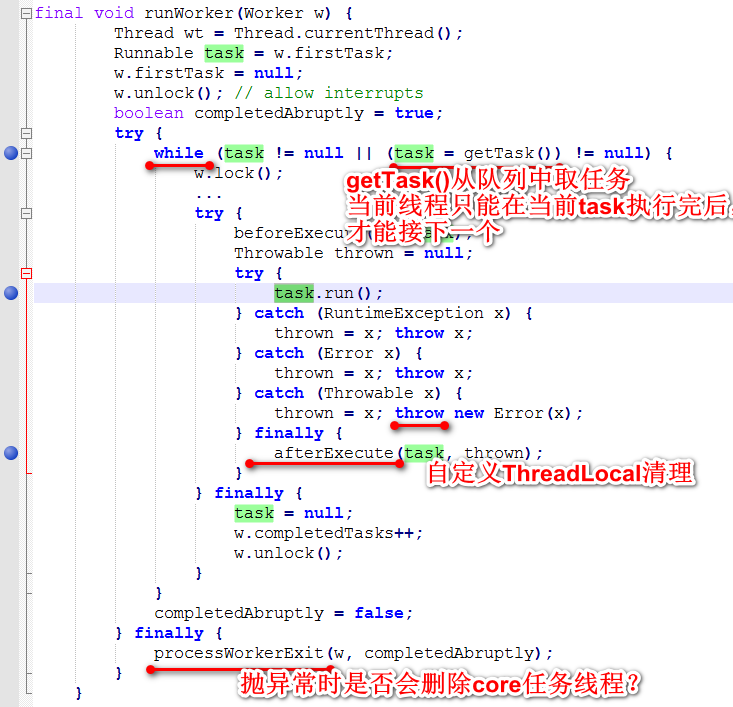 final void runWorker(Worker w) {
Thread wt = Thread.currentThread();
Runnable task = w.firstTask;
w.firstTask = null;
w.unlock(); // allow interrupts
boolean completedAbruptly = true;
try {
while (task != null || (task = getTask()) != null) {
w.lock();
getTask()从队列中取任务
...
当前线程只能在当前task执行完后,
try {
才能接下一个
beforeExecute(
Throwable thrown = null;
try {
task.run();
} catch (RuntimeException x) {
thrown = x; throw x;
} catch (Error x) {
thrown = x; throw x;
} catch (Throwable x) {
thrown = x; throw new Error(x);
} finally {
afterExecute(task, thrown);
}
自定义ThreadLocal清理
} finally {
task = null;
w.completedTasks++;
w.unlock();
}
}
completedAbruptly = false;
} finally {
processWorkerExit(w, completedAbruptly);
}
抛异常时是否会删除core任务线程?
}